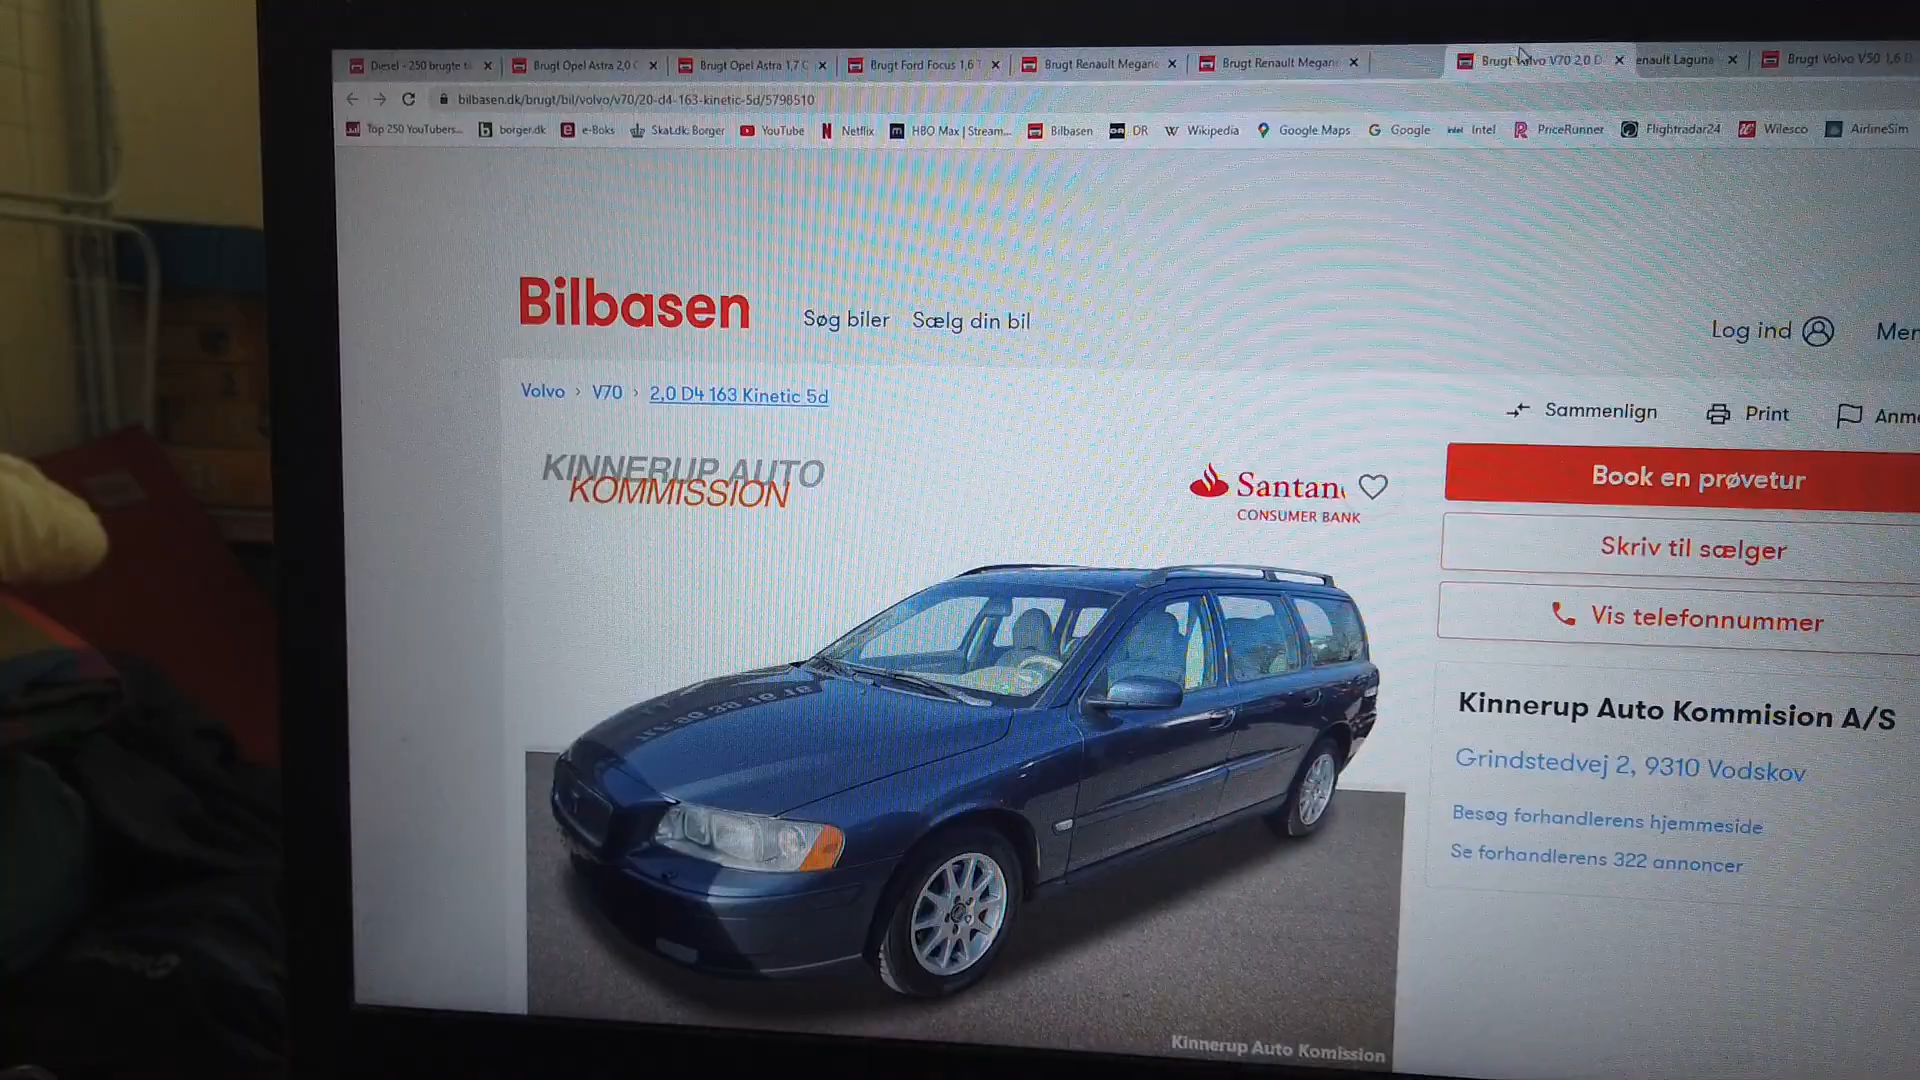 Diesel - 250 brugte
Brugt Opel Astra 2,0
Brugt Opel Astra 1,7
Brugt Ford Focus 1,6
Brugt Renault Megane
Brugt Renault Megane
Brugt Volvo V70 2,0 D
enault Laguna
Brugt Volvo V50 1,6 D
bilbasen.dk/brugt/bil/volvo/v70/20-d4-163-kinetic-5d/5798510
Top 250 YouTubers...
borger.dk
e-Boks
Skat.dk: Borger
YouTube
Netflix
HBO Max | Stream...
Bilbasen
DR
Wikipedia
Google Maps
Google
Intel
PriceRunner
Flightradar24
Wilesco
AirlineSim
Bilbasen
Søg biler Sælg din bil
Log ind
Men
Volvo › V70 › 2,0 D4 163 Kinetic 5d
Sammenlign
Print
Anme
KINNERUP AUTO
KOMMISSION
Santan
CONSUMER BANK
Book en prøvetur
Skriv til sælger
Vis telefonnummer
Kinnerup Auto Kommision A/S
Grindstedvej 2, 9310 Vodskov
Besøg forhandlerens hjemmeside
Se forhandlerens 322 annoncer
Kinnerup Auto Komission